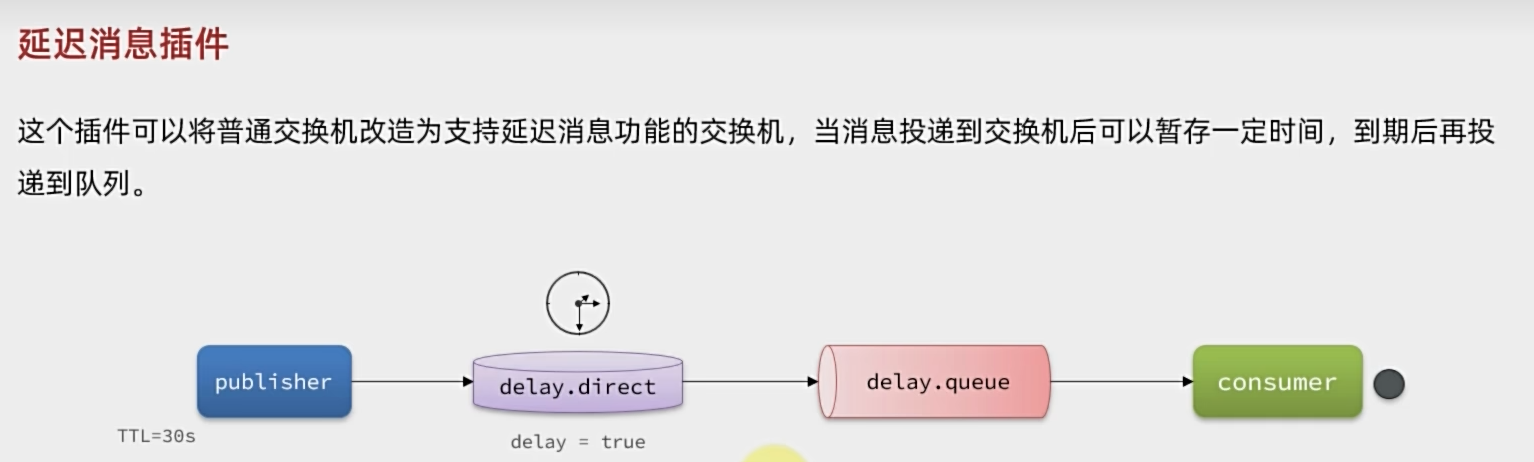 延迟消息插件
这个插件可以将普通交换机改造为支持延迟消息功能的交换机，当消息投递到交换机后可以暂存一定时间，到期后再投
递到队列。
publisher
delay.direct
delay.queue
consumer
TTL=30s
delay = true